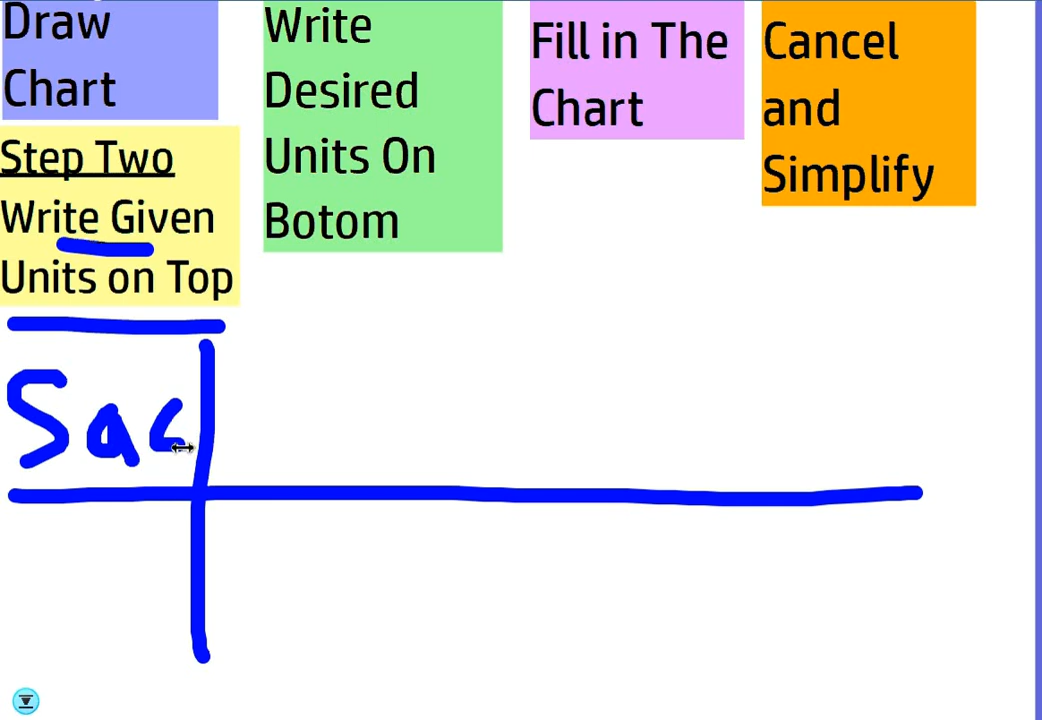 Draw
Chart
Step Two
Write Given
Units on Top
Write
Desired
Units On
Botom
Fill in The
Chart
Cancel
and
Simplify
Sac